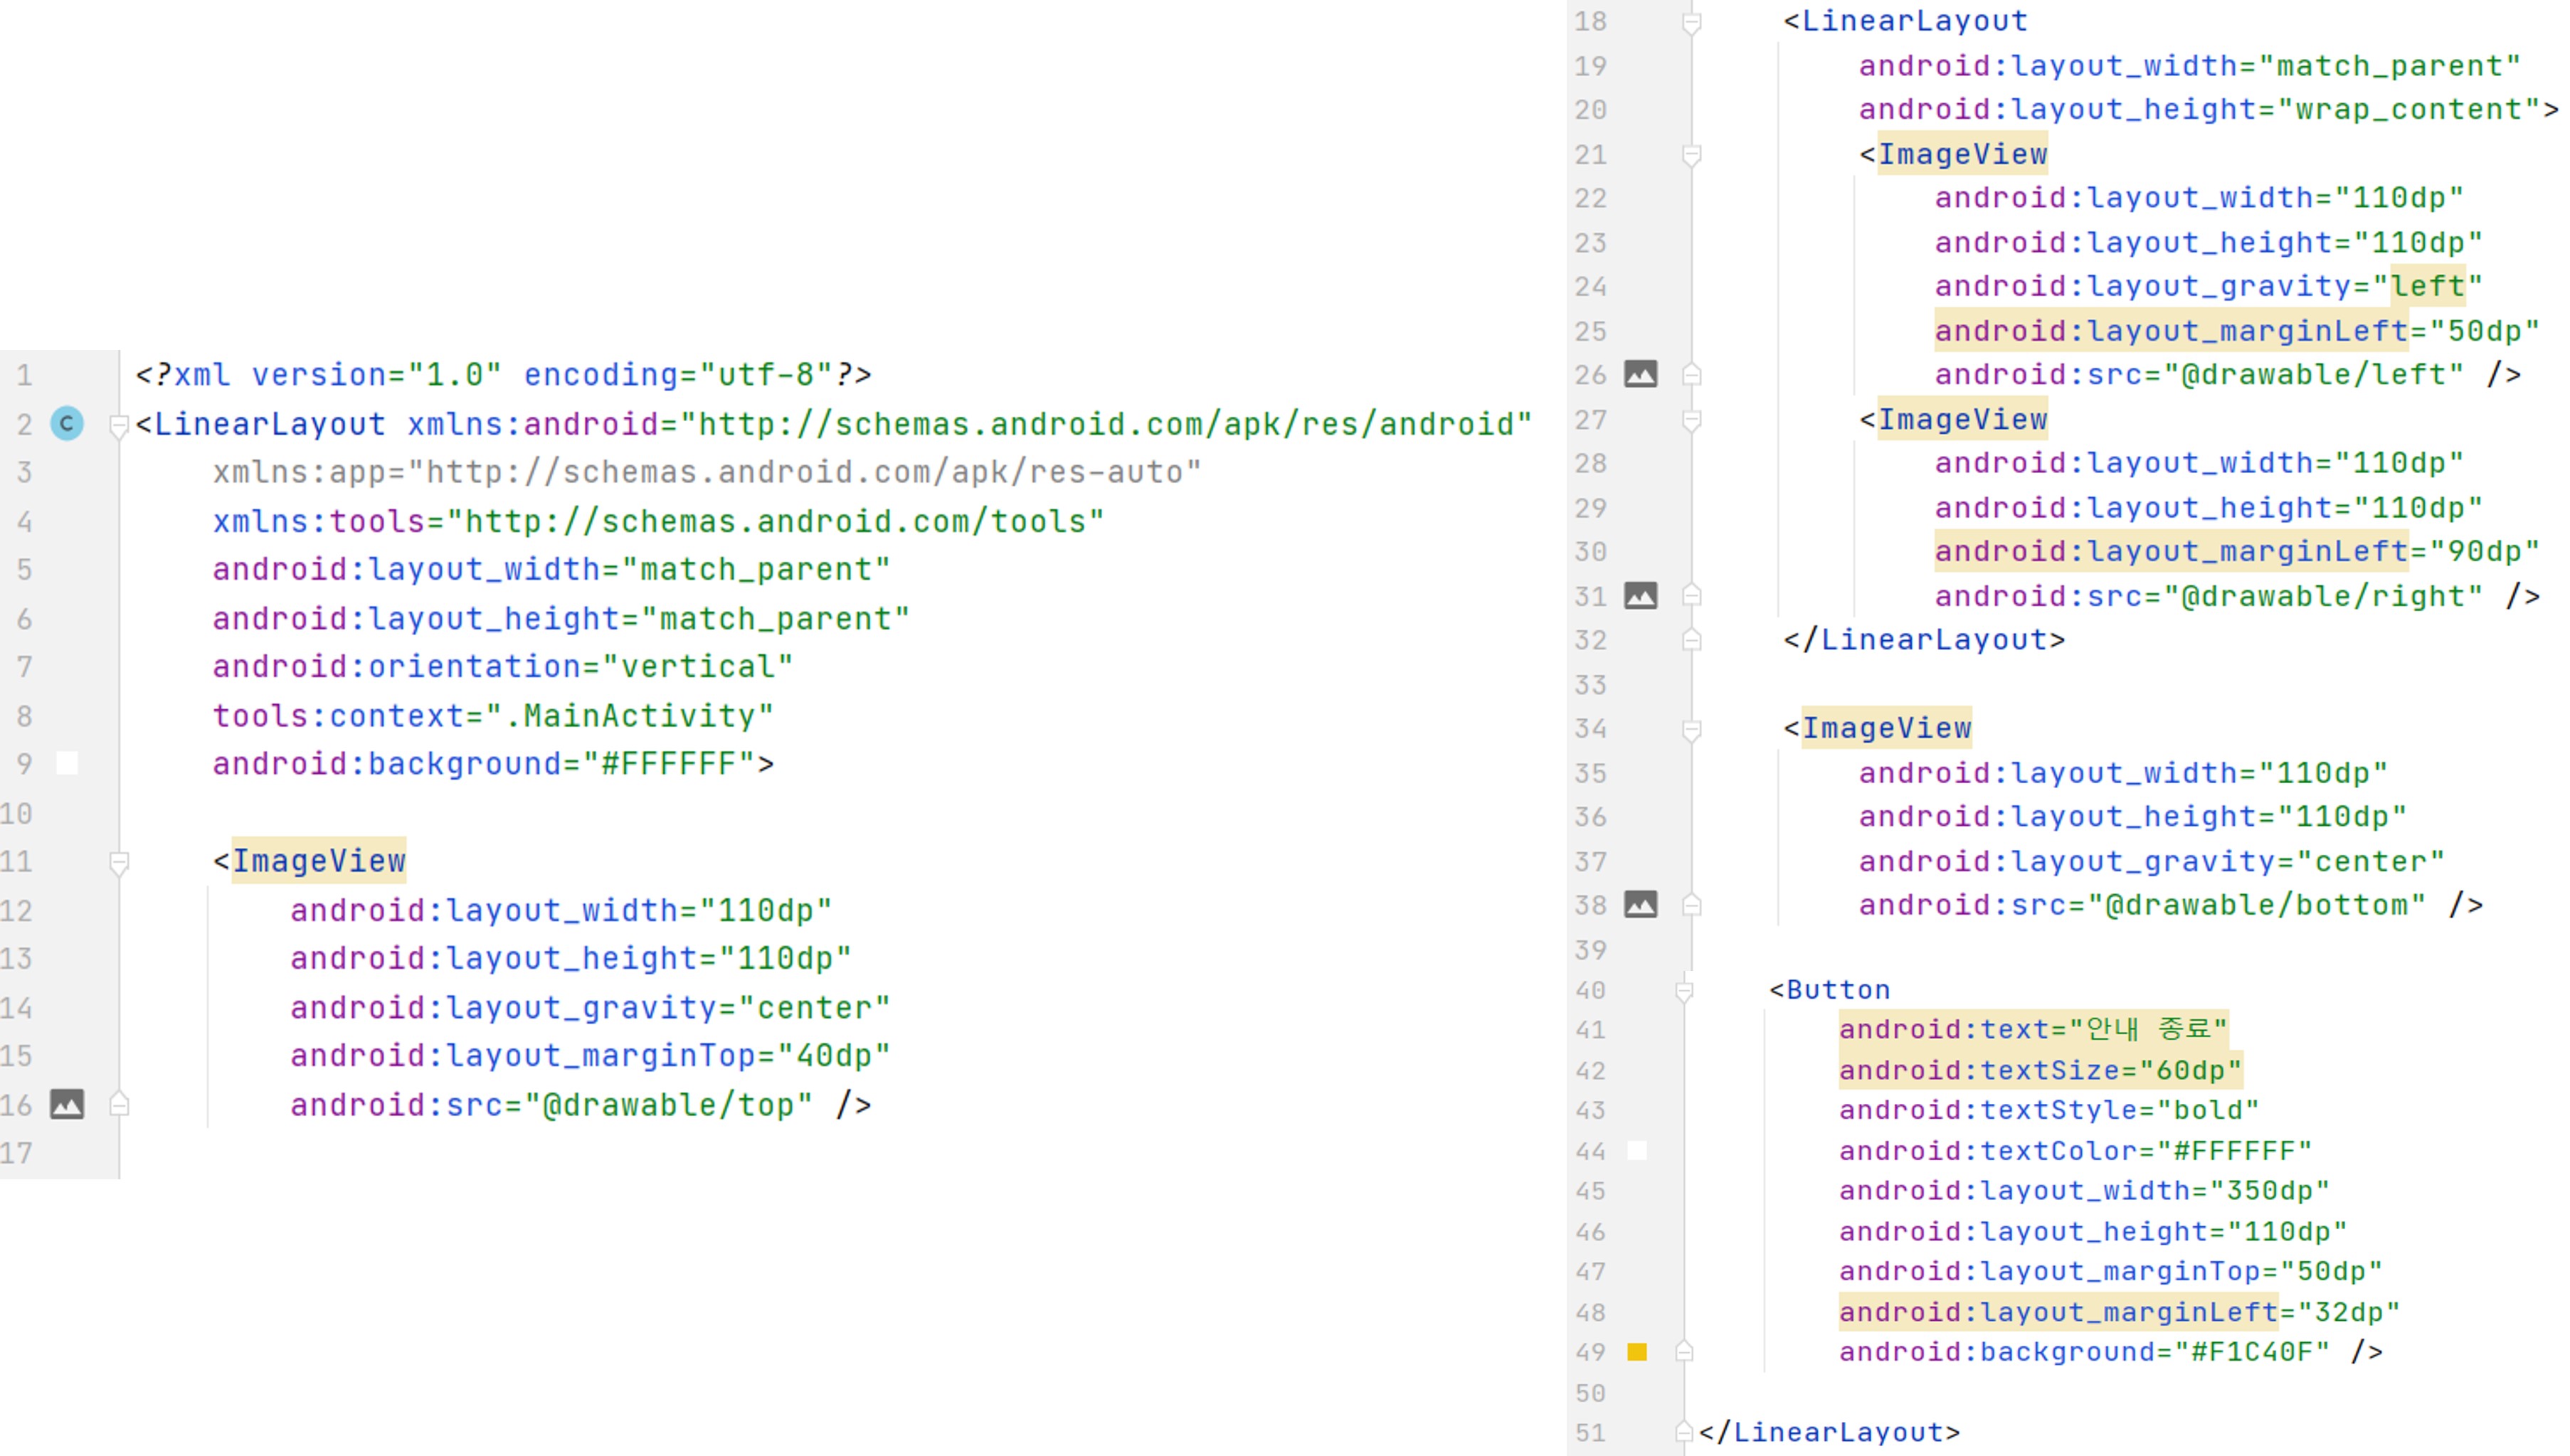 1 <?xml version="1.0" encoding="utf-8"?>
2 C <LinearLayout xmlns:android="http://schemas.android.com/apk/res/android"
3 xmlns:app="http://schemas.android.com/apk/res-auto"
4 xmlns:tools="http://schemas.android.com/tools"
5 android:layout_width="match_parent"
6 android:layout_height="match_parent"
7 android:orientation="vertical"
8 tools:context=".MainActivity"
9 android:background="#FFFFFF">
10
11 <ImageView
12 android:layout_width="110dp"
13 android:layout_height="110dp"
14 android:layout_gravity="center"
15 android:layout_marginTop="40dp"
16 android:src="@drawable/top" />
17
18 <LinearLayout
19 android:layout_width="match_parent"
20 android:layout_height="wrap_content">
21 <ImageView
22 android:layout_width="110dp"
23 android:layout_height="110dp"
24 android:layout_gravity="left"
25 android:layout_marginLeft="50dp"
26 android:src="@drawable/left" />
27 <ImageView
28 android:layout_width="110dp"
29 android:layout_height="110dp"
30 android:layout_marginLeft="90dp"
31 android:src="@drawable/right" />
32 </LinearLayout>
33
34 <ImageView
35 android:layout_width="110dp"
36 android:layout_height="110dp"
37 android:layout_gravity="center"
38 android:src="@drawable/bottom" />
39
40 <Button
41 android:text="안내 종료"
42 android:textSize="60dp"
43 android:textStyle="bold"
44 android:textColor="#FFFFFF"
45 android:layout_width="350dp"
46 android:layout_height="110dp"
47 android:layout_marginTop="50dp"
48 android:layout_marginLeft="32dp"
49 android:background="#F1C40F" />
50
51 </LinearLayout>